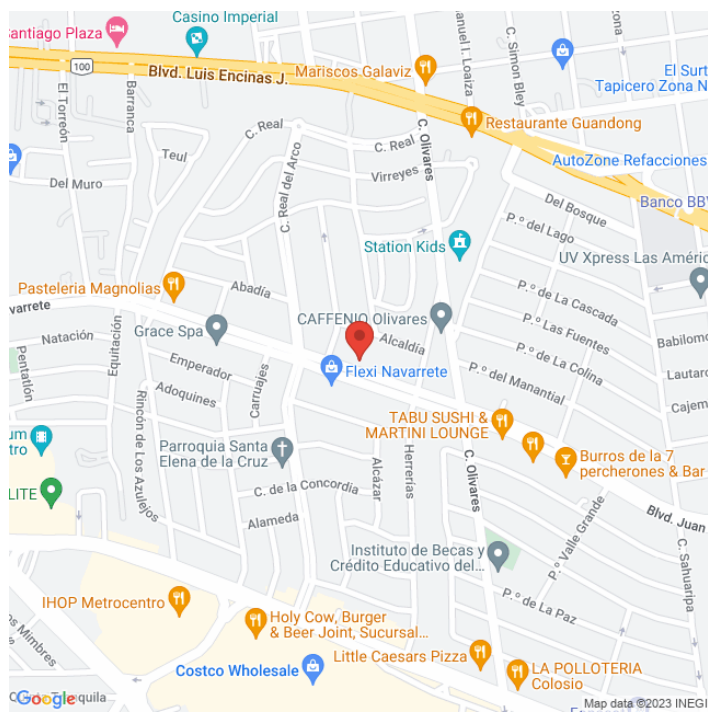 Casino Imperial
Santiago Plaza
100
Blvd. Luis Encinas J.
Mariscos Galaviz
C. Simon Bley
El Surt
Tapicero Zona N
El Torreón
Barranca
C. Real
C. Real
C. Olivares
Restaurante Guandong
Teul
Virreyes
AutoZone Refacciones
Del Muro
C. Real del Arco
Del Bosque
Banco BBV
P.º del Lago
Station Kids
UV Xpress Las Améric
Pasteleria Magnolias
Abadía
P.º de La Cascada
CAFFENIO Olivares
Grace Spa
Natación
Equitación
Alcaldía
P.º Las Fuentes
Babilomo
Pentatlón
Emperador
Flexi Navarrete
P.º de La Colina
Lautaro
Adoquines
Carruajes
P.º del Manantial
Cajem
TABU SUSHI &
MARTINI LOUNGE
Rincón de Los Azulejos
Parroquia Santa
Elena de la Cruz
Burros de la 7
percherones & Bar
C. de la Concordia
Alcázar
Herrerías
C. Olivares
LITE
Alameda
Blvd. Juan
P.º Valle Grande
C. Sahuaripa
Instituto de Becas y
Crédito Educativo del...
IHOP Metrocentro
P.º de La Paz
Holy Cow, Burger
& Beer Joint, Sucursal...
os Mimbres
Little Caesars Pizza
Costco Wholesale
LA POLLOTERIA
Colosio
Google
Map data ©2023 INEGI